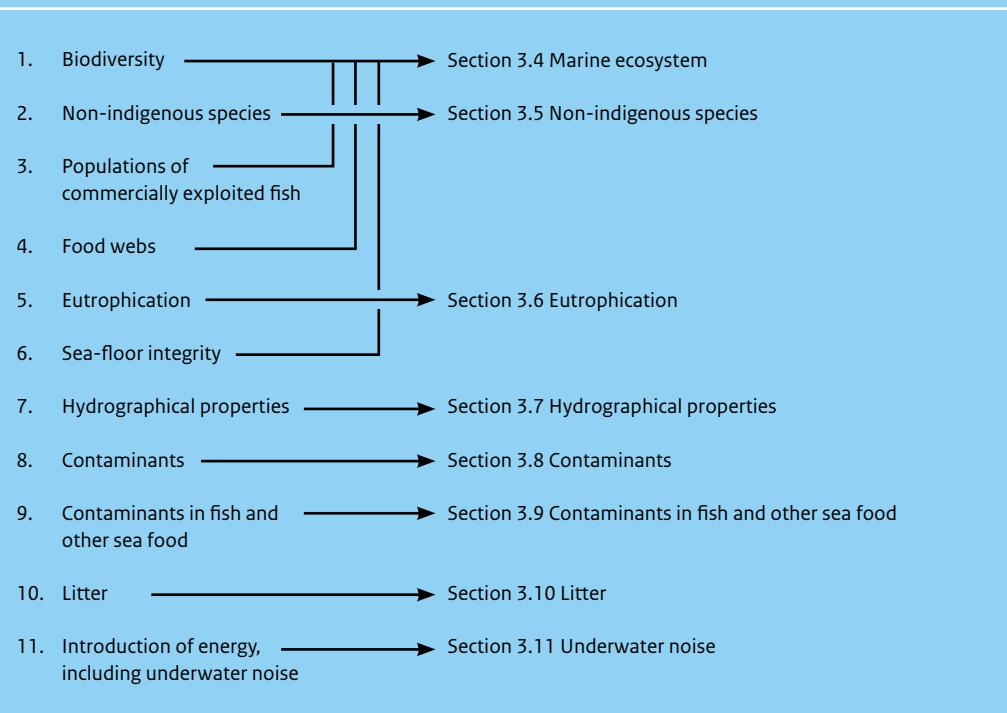 1. Biodiversity Section 3.4 Marine ecosystem
2. Non-indigenous species Section 3.5 Non-indigenous species
3. Populations of
commercially exploited fish
4. Food webs
5. Eutrophication Section 3.6 Eutrophication
6. Sea-floor integrity
7. Hydrographical properties Section 3.7 Hydrographical properties
8. Contaminants Section 3.8 Contaminants
9. Contaminants in fish and Section 3.9 Contaminants in fish and other sea food
other sea food
10. Litter Section 3.10 Litter
11. Introduction of energy, Section 3.11 Underwater noise
including underwater noise